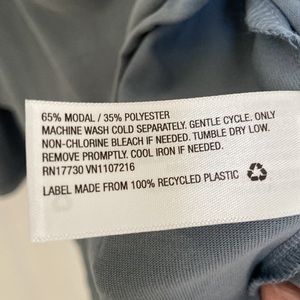 65% MODAL / 35% POLYESTER
MACHINE WASH COLD SEPARATELY. GENTLE CYCLE. ONLY
NON-CHLORINE BLEACH IF NEEDED. TUMBLE DRY LOW.
REMOVE PROMPTLY. COOL IRON IF NEEDED.
RN17730 VN1107216
LABEL MADE FROM 100% RECYCLED PLASTIC